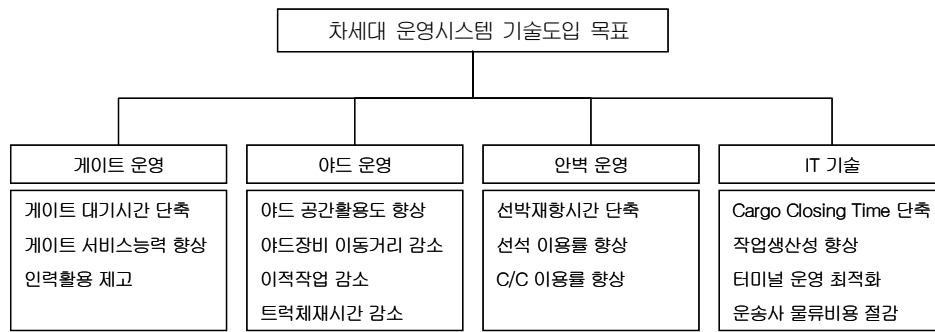 차세대 운영시스템 기술도입 목표
게이트 운영
게이트 대기시간 단축
게이트 서비스능력 향상
인력활용 제고
야드 운영
야드 공간활용도 향상
야드장비 이동거리 감소
이적작업 감소
트럭체재시간 감소
안벽 운영
선박재항시간 단축
선석 이용률 향상
C/C 이용률 향상
IT 기술
Cargo Closing Time 단축
작업생산성 향상
터미널 운영 최적화
운송사 물류비용 절감